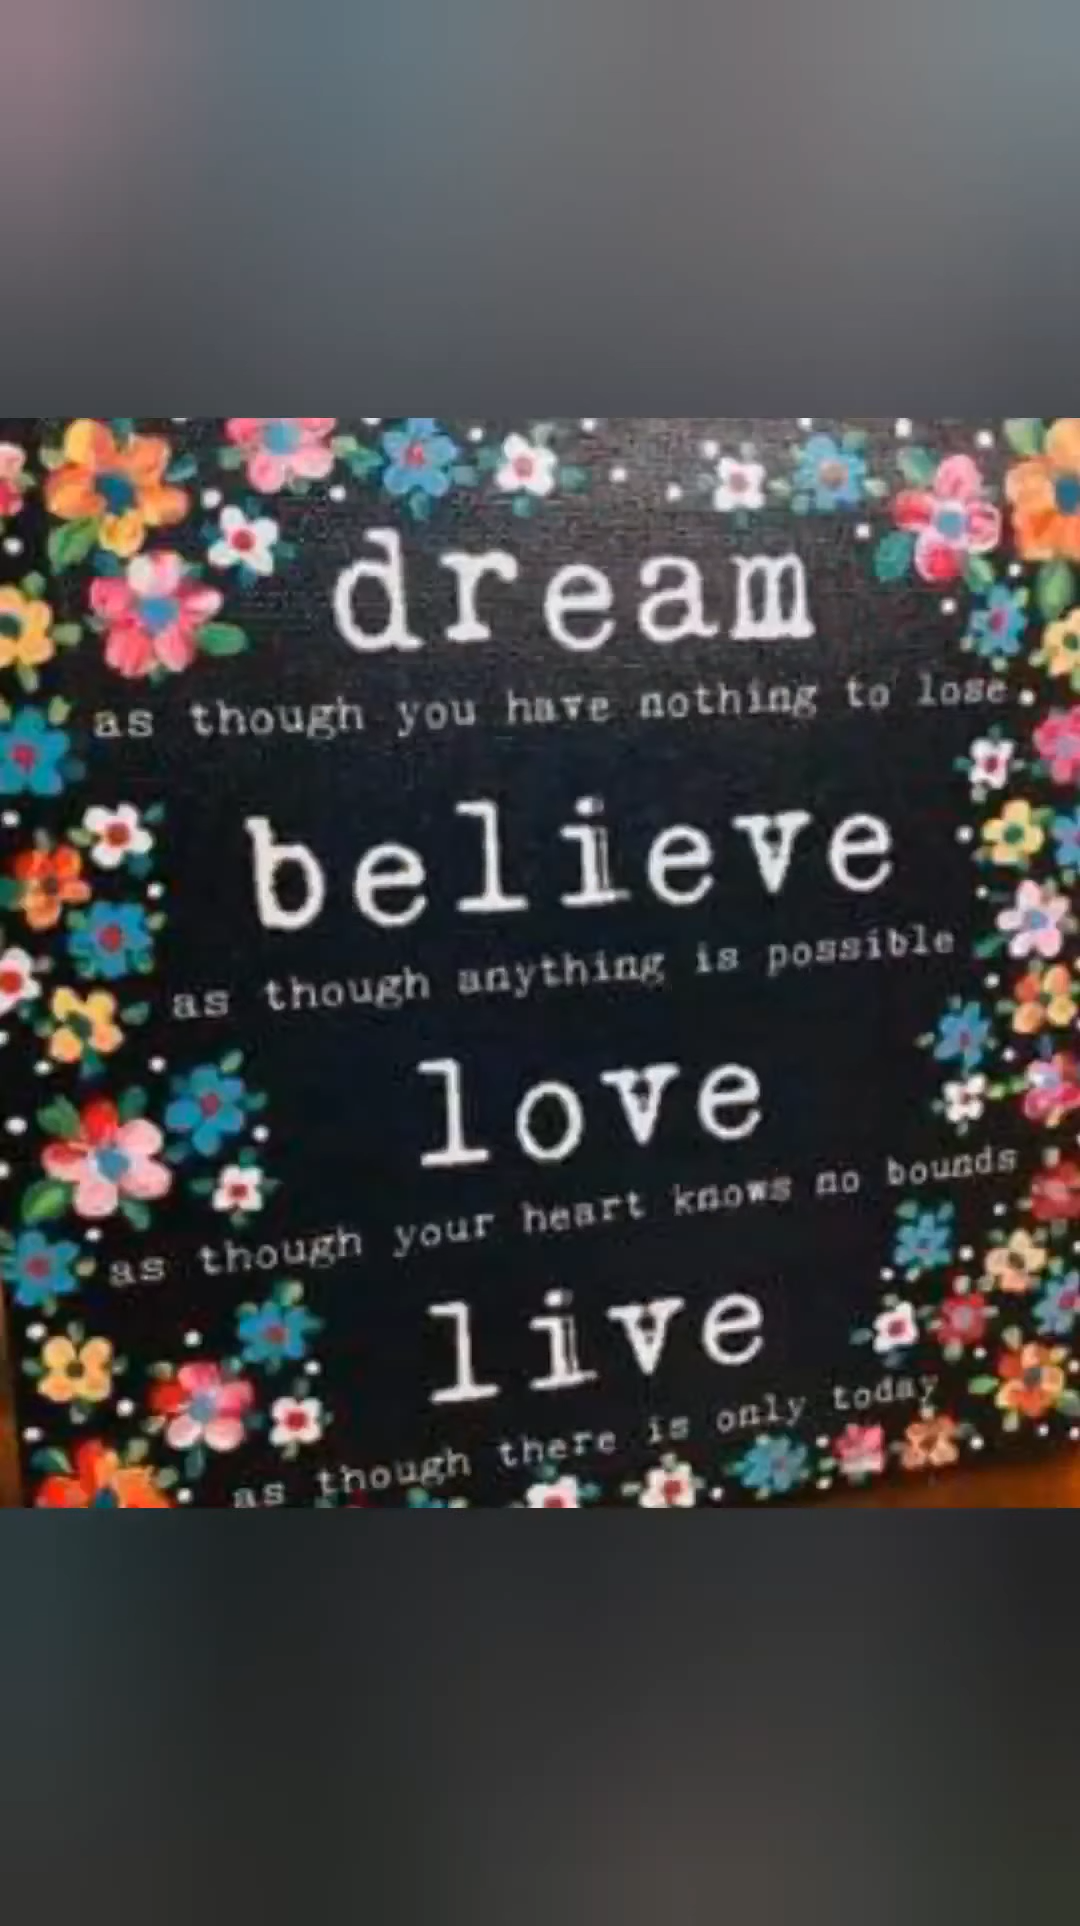 dream
as though you have nothing to lose.
believe
as though anything is possible
love
as though your heart knows no bounds
live
as though there is only today